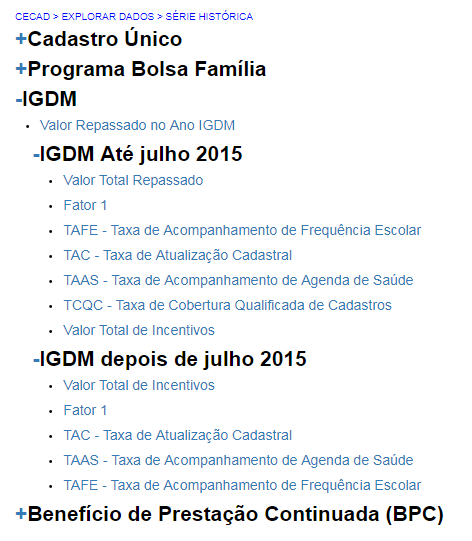 CECAD > EXPLORAR DADOS > SÉRIE HISTÓRICA
+Cadastro Único
+Programa Bolsa Família
-IGDM
• Valor Repassado no Ano IGDM
-IGDM Até julho 2015
• Valor Total Repassado
• Fator 1
• TAFE - Taxa de Acompanhamento de Frequência Escolar
• TAC - Taxa de Atualização Cadastral
• TAAS - Taxa de Acompanhamento de Agenda de Saúde
• TCQC - Taxa de Cobertura Qualificada de Cadastros
• Valor Total de Incentivos
-IGDM depois de julho 2015
• Valor Total de Incentivos
• Fator 1
• TAC - Taxa de Atualização Cadastral
• TAAS - Taxa de Acompanhamento de Agenda de Saúde
• TAFE - Taxa de Acompanhamento de Frequência Escolar
+Benefício de Prestação Continuada (BPC)